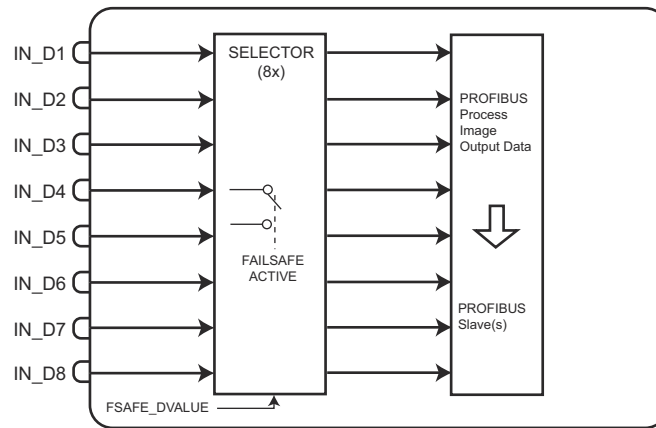 IN_D1
IN_D2
IN_D3
IN_D4
IN_D5
IN_D6
IN_D7
IN_D8
SELECTOR
(8x)
FAILSAFE
ACTIVE
FSAFE_DVALUE
PROFIBUS
Process
Image
Output Data
PROFIBUS
Slave(s)